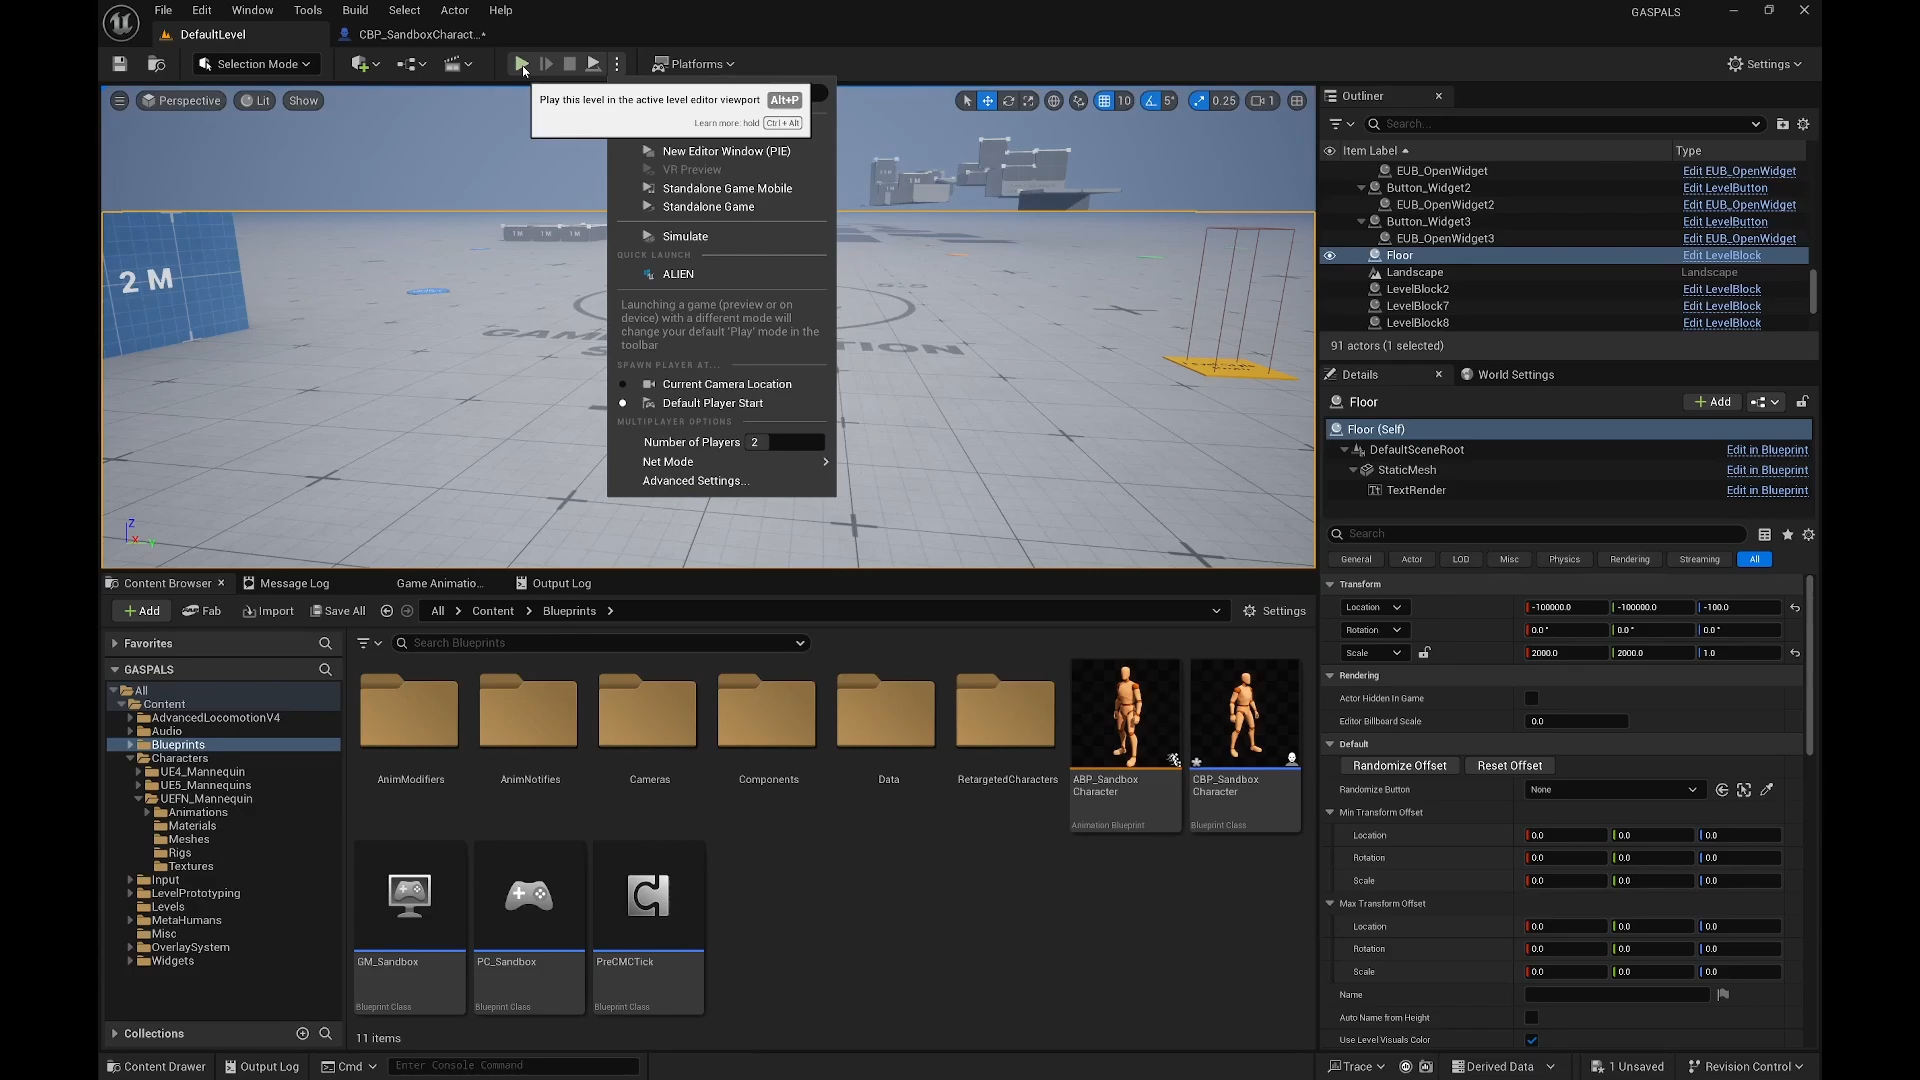 File Edit Window Tools Build Select Actor Help
GASPALS
DefaultLevel
CBP_SandboxCharact...*
Selection Mode
Platforms
Settings
Perspective
Lit
Show
10
5°
0.25
1
Play this level in the active level editor viewport Alt+P
Learn more: hold Ctrl + Alt
New Editor Window (PIE)
VR Preview
Standalone Game Mobile
Standalone Game
Simulate
QUICK LAUNCH
ALIEN
Launching a game (preview or on
device) with a different mode will
change your default 'Play' mode in the
toolbar
SPAWN PLAYER AT...
Current Camera Location
Default Player Start
MULTIPLAYER OPTIONS
Number of Players 2
Net Mode
Advanced Settings...
2 M
1 M 1 M 1 M
Z
X
Y
Outliner
Search...
Item Label
Type
EUB_OpenWidget Edit EUB_OpenWidget
Button_Widget2 Edit LevelButton
EUB_OpenWidget2 Edit EUB_OpenWidget
Button_Widget3 Edit LevelButton
EUB_OpenWidget3 Edit EUB_OpenWidget
Floor Edit LevelBlock
Landscape Landscape
LevelBlock2 Edit LevelBlock
LevelBlock7 Edit LevelBlock
LevelBlock8 Edit LevelBlock
91 actors (1 selected)
Details
World Settings
Floor
Add
Floor (Self)
DefaultSceneRoot Edit in Blueprint
StaticMesh Edit in Blueprint
TextRender Edit in Blueprint
Search
General Actor LOD Misc Physics Rendering Streaming All
Transform
Location -100000.0 -100000.0 -100.0
Rotation 0.0° 0.0° 0.0°
Scale 2000.0 2000.0 1.0
Rendering
Actor Hidden In Game
Editor Billboard Scale 0.0
Default
Randomize Offset Reset Offset
Randomize Button None
Min Transform Offset
Location 0.0 0.0 0.0
Rotation 0.0 0.0 0.0
Scale 0.0 0.0 0.0
Max Transform Offset
Location 0.0 0.0 0.0
Rotation 0.0 0.0 0.0
Scale 0.0 0.0 0.0
Name
Auto Name from Height
Use Level Visuals Color
Content Browser
Message Log
Game Animatio...
Output Log
Add
Fab
Import
Save All
All > Content > Blueprints >
Settings
Favorites
Search Blueprints
GASPALS
All
Content
AdvancedLocomotionV4
Audio
Blueprints
Characters
UE4_Mannequin
UE5_Mannequins
UEFN_Mannequin
Animations
Materials
Meshes
Rigs
Textures
Input
LevelPrototyping
Levels
MetaHumans
Misc
OverlaySystem
Widgets
Collections
AnimModifiers
AnimNotifies
Cameras
Components
Data
RetargetedCharacters
ABP_Sandbox
Character
Animation Blueprint
CBP_Sandbox
Character
Blueprint Class
GM_Sandbox
Blueprint Class
PC_Sandbox
Blueprint Class
PreCMCTick
Blueprint Class
11 items
Content Drawer
Output Log
Cmd
Enter Console Command
Trace
Derived Data
1 Unsaved
Revision Control